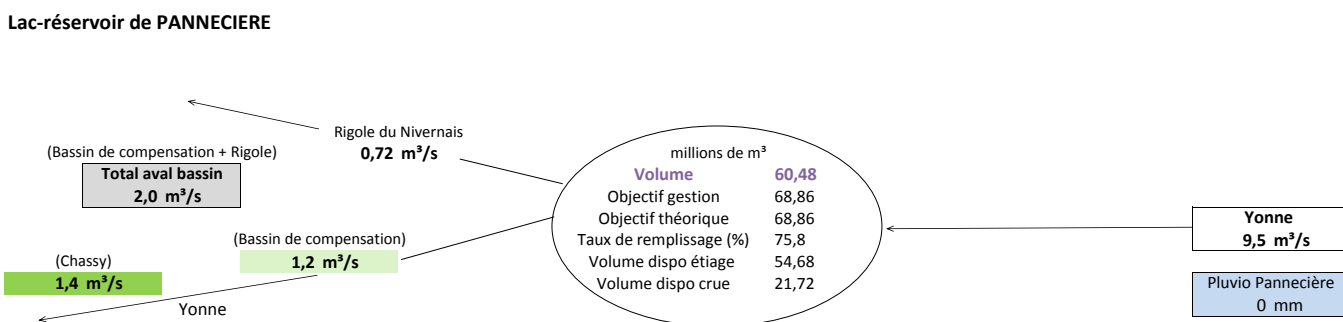 Lac-réservoir de PANNECIERE
Rigole du Nivernais
0,72 m³/s
(Bassin de compensation + Rigole)
Total aval bassin
2,0 m³/s
millions de m³
Volume 60,48
Objectif gestion 68,86
Objectif théorique 68,86
Taux de remplissage (%) 75,8
Volume dispo étiage 54,68
Volume dispo crue 21,72
Yonne
9,5 m³/s
(Bassin de compensation)
1,2 m³/s
(Chassy)
1,4 m³/s
Yonne
Pluvio Pannecière
0 mm